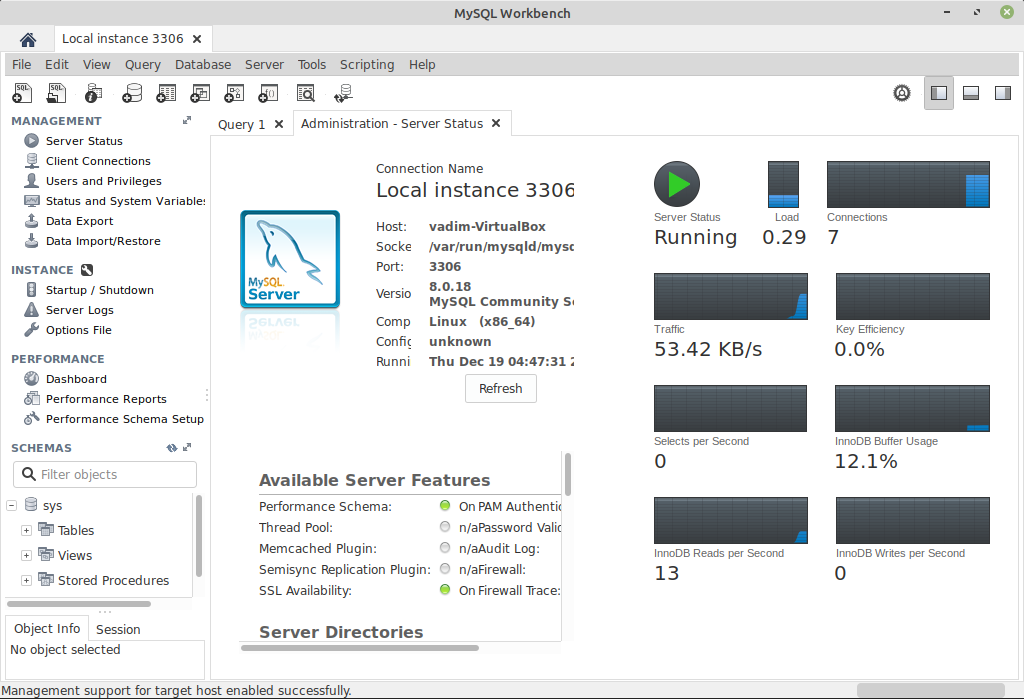 MySQL Workbench
Local instance 3306
File Edit View Query Database Server Tools Scripting Help
MANAGEMENT
Server Status
Client Connections
Users and Privileges
Status and System Variables
Data Export
Data Import/Restore
INSTANCE
Startup / Shutdown
Server Logs
Options File
PERFORMANCE
Dashboard
Performance Reports
Performance Schema Setup
SCHEMAS
Filter objects
sys
Tables
Views
Stored Procedures
Object Info Session
No object selected
Query 1
Administration - Server Status
Connection Name
Local instance 3306
Host: vadim-VirtualBox
Socke /var/run/mysqld/mysq
Port: 3306
Versio 8.0.18
MySQL Community Se
Comp Linux (x86_64)
Config unknown
Runni Thu Dec 19 04:47:31 2
Refresh
MySQL
Server
Available Server Features
Performance Schema: On PAM Authentic
Thread Pool: n/a Password Valid
Memcached Plugin: n/a Audit Log:
Semisync Replication Plugin: n/a Firewall:
SSL Availability: On Firewall Trace:
Server Directories
Server Status
Running
Load
0.29
Connections
7
Traffic
53.42 KB/s
Key Efficiency
0.0%
Selects per Second
0
InnoDB Buffer Usage
12.1%
InnoDB Reads per Second
13
InnoDB Writes per Second
0
Management support for target host enabled successfully.